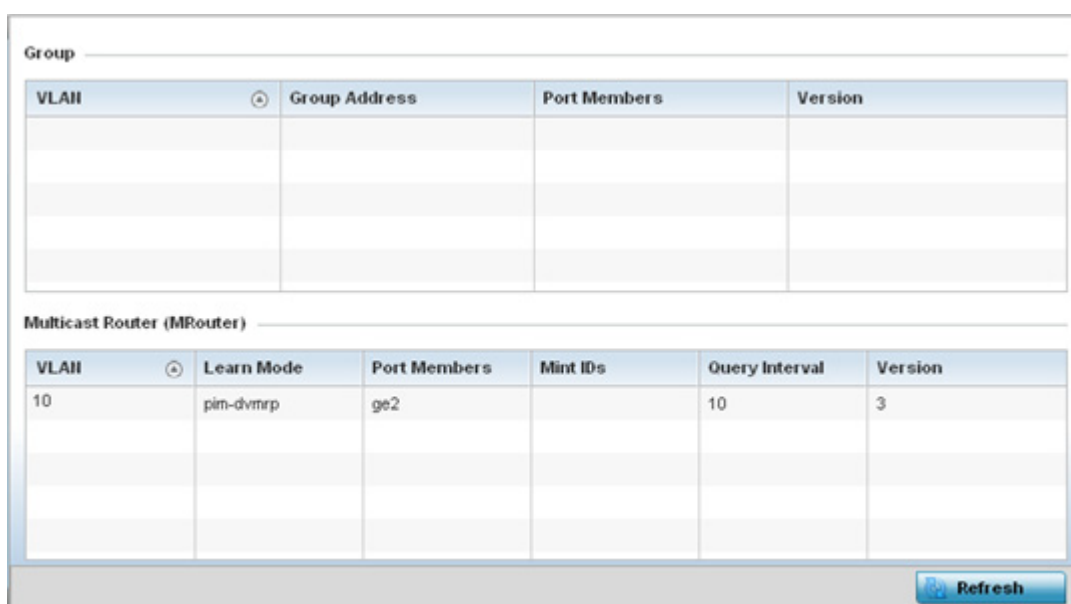 Group
VLAN Group Address Port Members Version
Multicast Router (MRouter)
VLAN Learn Mode Port Members Mint IDs Query Interval Version
10 pim-dvmrp ge2 10 3
Refresh